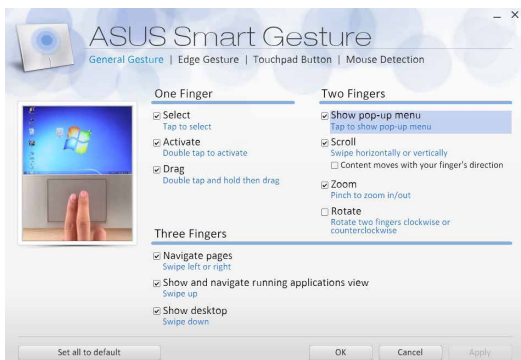 ASUS Smart Gesture
General Gesture | Edge Gesture | Touchpad Button | Mouse Detection
One Finger
Select
Tap to select
Activate
Double tap to activate
Drag
Double tap and hold then drag
Two Fingers
Show pop-up menu
Tap to show pop-up menu
Scroll
Swipe horizontally or vertically
Content moves with your finger's direction
Zoom
Pinch to zoom in/out
Rotate
Rotate two fingers clockwise or
counterclockwise
Three Fingers
Navigate pages
Swipe left or right
Show and navigate running applications view
Swipe up
Show desktop
Swipe down
Set all to default
OK
Cancel
Apply